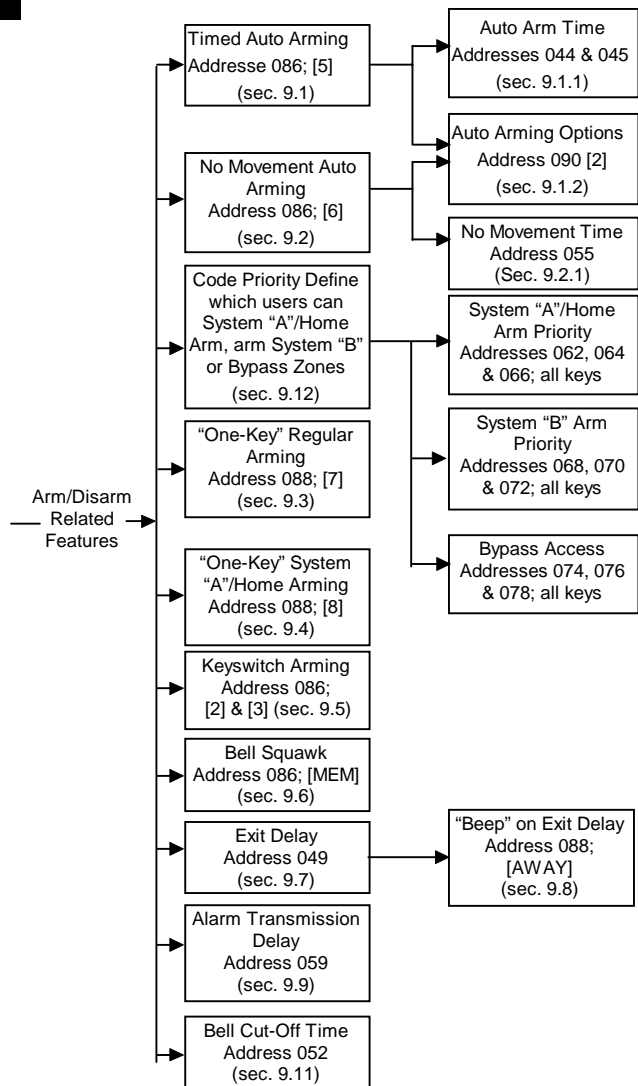 Arm/Disarm
Related
Features
Timed Auto Arming
Addresse 086; [5]
(sec. 9.1)
No Movement Auto
Arming
Address 086; [6]
(sec. 9.2)
Code Priority Define
which users can
System “A”/Home
Arm, arm System “B”
or Bypass Zones
(sec. 9.12)
“One-Key” Regular
Arming
Address 088; [7]
(sec. 9.3)
“One-Key” System
“A”/Home Arming
Address 088; [8]
(sec. 9.4)
Keyswitch Arming
Address 086;
[2] & [3] (sec. 9.5)
Bell Squawk
Address 086; [MEM]
(sec. 9.6)
Exit Delay
Address 049
(sec. 9.7)
Alarm Transmission
Delay
Address 059
(sec. 9.9)
Bell Cut-Off Time
Address 052
(sec. 9.11)
Auto Arm Time
Addresses 044 & 045
(sec. 9.1.1)
Auto Arming Options
Address 090 [2]
(sec. 9.1.2)
No Movement Time
Address 055
(Sec. 9.2.1)
System “A”/Home
Arm Priority
Addresses 062, 064
& 066; all keys
System “B” Arm
Priority
Addresses 068, 070
& 072; all keys
Bypass Access
Addresses 074, 076
& 078; all keys
“Beep” on Exit Delay
Address 088;
[AWAY]
(sec. 9.8)